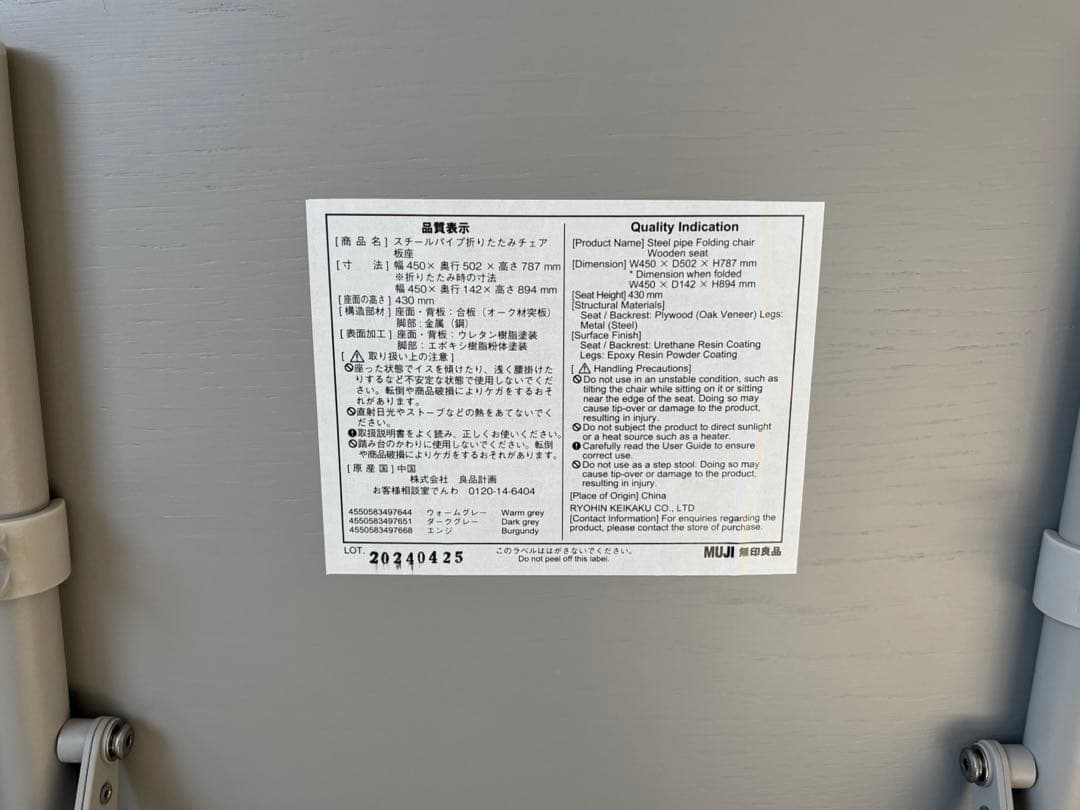 品質表示
[商 品 名] スチールパイプ折りたたみチェア
板座
[寸　　法] 幅 450× 奥行 502 × 高さ 787 mm
※折りたたみ時の寸法
幅 450× 奥行 142× 高さ 894 mm
[座面の高さ] 430 mm
[構造部材] 座面・背板：合板（オーク材突板）
脚部：金属（鋼）
[表面加工] 座面・背板：ウレタン樹脂塗装
脚部：エポキシ樹脂粉体塗装
[ ⚠ 取り扱い上の注意 ]
座った状態でイスを傾けたり、浅く腰掛けた
りするなど不安定な状態で使用しないでくだ
さい。転倒や商品破損によりケガをするおそ
れがあります。
直射日光やストーブなどの熱をあてないでく
ださい。
取扱説明書をよく読み、正しくお使いください。
踏み台のかわりに使用しないでください。転倒
や商品破損によりケガをするおそれがあります。
[原 産 国] 中国
株式会社　良品計画
お客様相談室でんわ　0120-14-6404
4550583497644 ウォームグレー Warm grey
4550583497651 ダークグレー Dark grey
4550583497668 エンジ Burgundy
Quality Indication
[Product Name] Steel pipe Folding chair
Wooden seat
[Dimension] W450 × D502 × H787 mm
* Dimension when folded
W450 × D142 × H894 mm
[Seat Height] 430 mm
[Structural Materials]
Seat / Backrest: Plywood (Oak Veneer) Legs:
Metal (Steel)
[Surface Finish]
Seat / Backrest: Urethane Resin Coating
Legs: Epoxy Resin Powder Coating
[ ⚠ Handling Precautions]
Do not use in an unstable condition, such as
tilting the chair while sitting on it or sitting
near the edge of the seat. Doing so may
cause tip-over or damage to the product,
resulting in injury.
Do not subject the product to direct sunlight
or a heat source such as a heater.
Carefully read the User Guide to ensure
correct use.
Do not use as a step stool. Doing so may
cause tip-over or damage to the product,
resulting in injury.
[Place of Origin] China
RYOHIN KEIKAKU CO., LTD
[Contact Information] For enquires regarding the
product, please contact the store of purchase.
LOT. 20240425
このラベルははがさないでください。
Do not peel off this label.
MUJI 無印良品